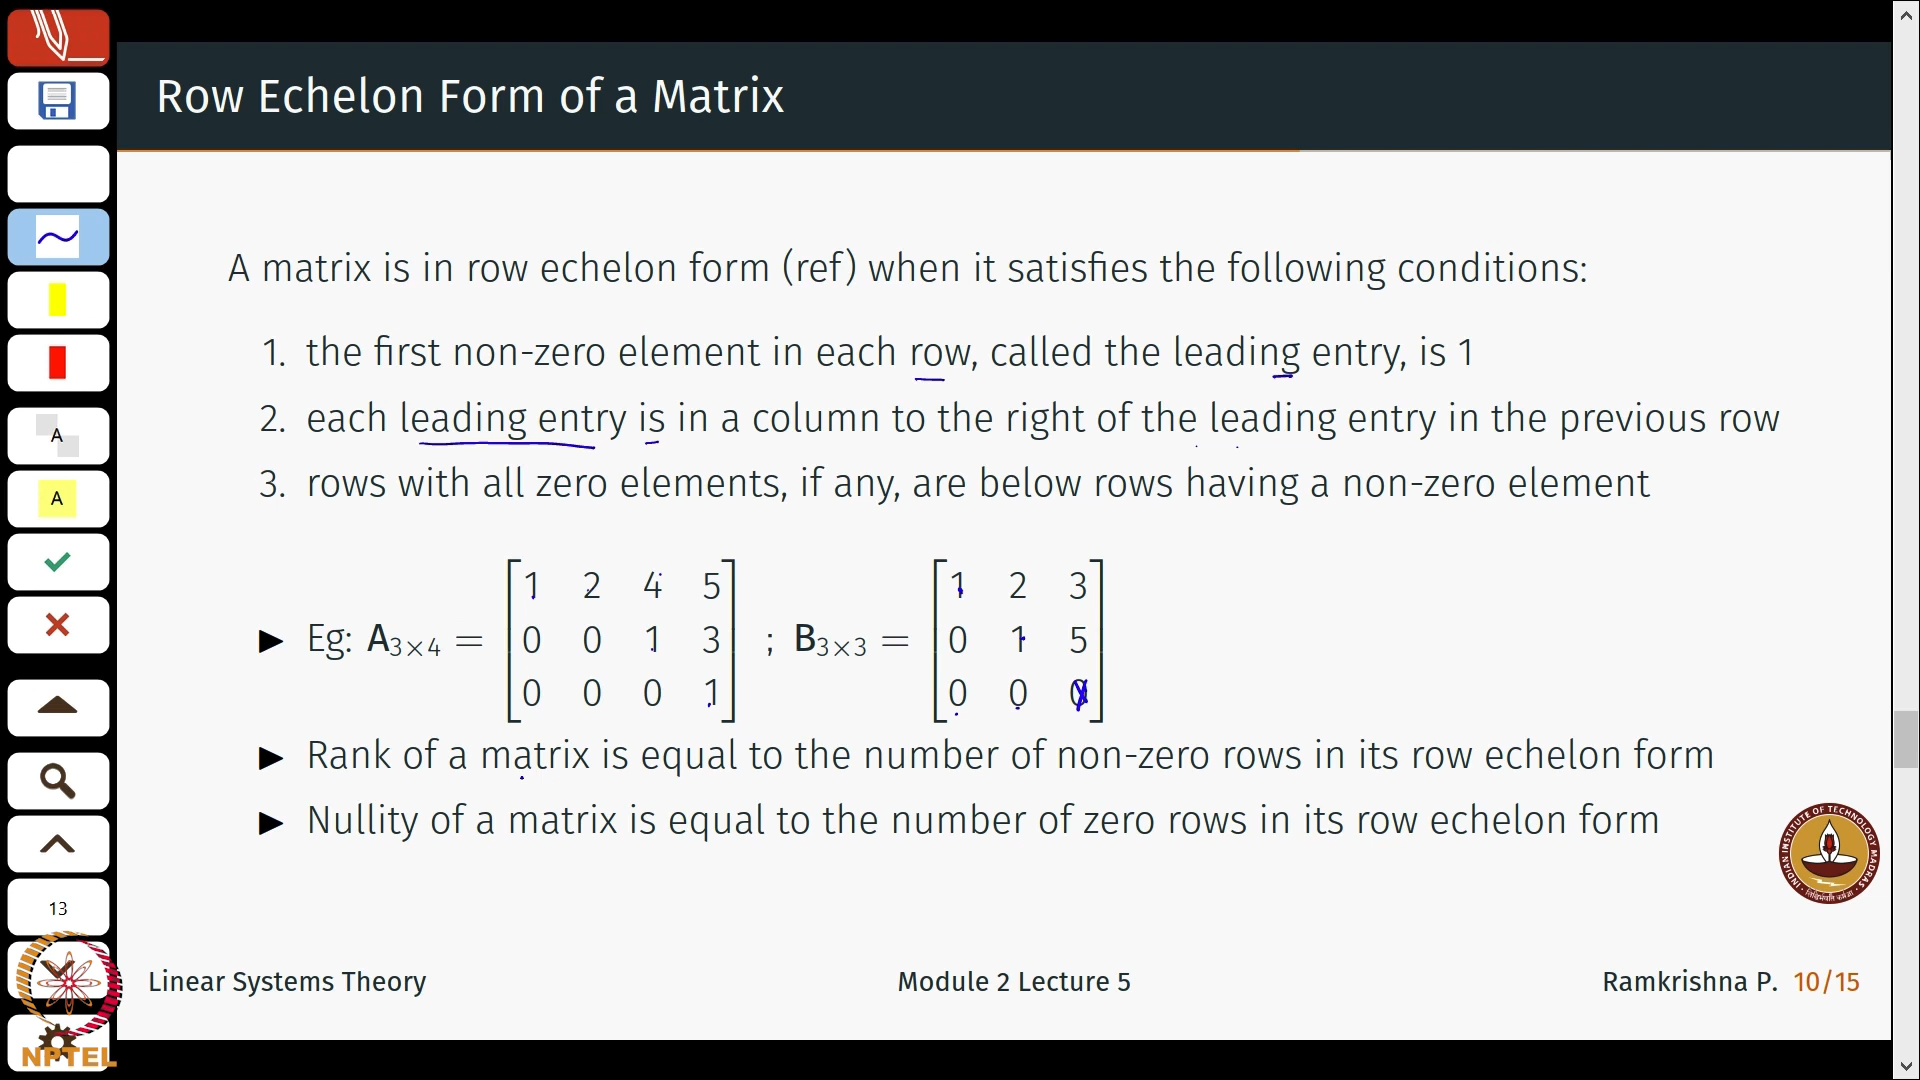 Row Echelon Form of a Matrix
A matrix is in row echelon form (ref) when it satisfies the following conditions:
1. the first non-zero element in each row, called the leading entry, is 1
2. each leading entry is in a column to the right of the leading entry in the previous row
3. rows with all zero elements, if any, are below rows having a non-zero element
1 2 4 5 1 2 3
▶ Eg: A3×4 = 0 0 1 3 ; B3×3 = 0 1 5
0 0 0 1 0 0 0
▶ Rank of a matrix is equal to the number of non-zero rows in its row echelon form
▶ Nullity of a matrix is equal to the number of zero rows in its row echelon form
Linear Systems Theory Module 2 Lecture 5 Ramkrishna P. 10/15
A
A
13
NPTEL
INDIAN INSTITUTE OF TECHNOLOGY MADRAS